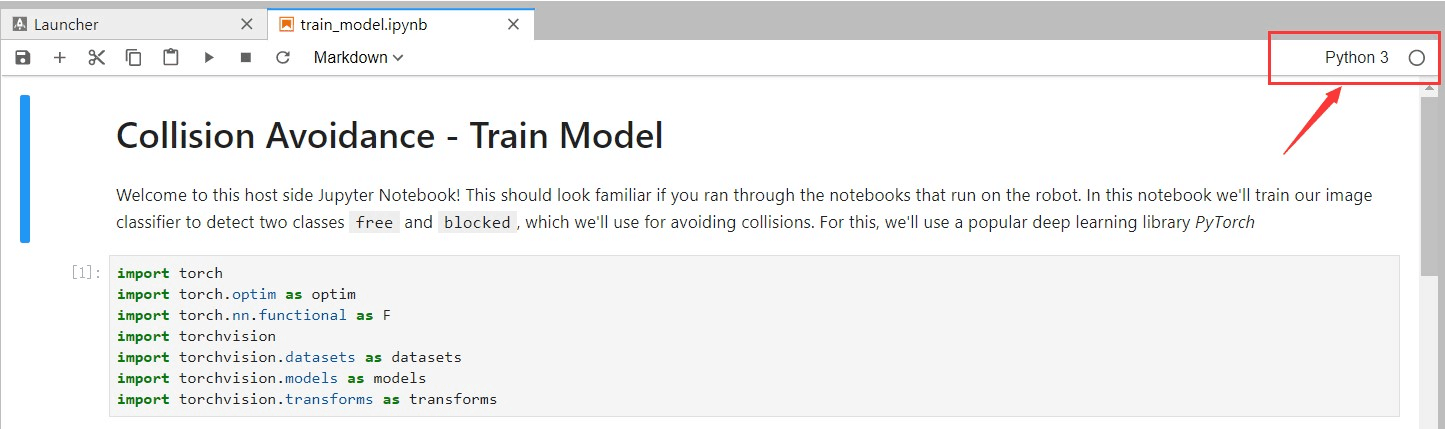 Launcher
train_model.ipynb
Markdown
Python 3
Collision Avoidance - Train Model
Welcome to this host side Jupyter Notebook! This should look familiar if you ran through the notebooks that run on the robot. In this notebook we'll train our image
classifier to detect two classes free and blocked, which we'll use for avoiding collisions. For this, we'll use a popular deep learning library PyTorch
[1]:
import torch
import torch.optim as optim
import torch.nn.functional as F
import torchvision
import torchvision.datasets as datasets
import torchvision.models as models
import torchvision.transforms as transforms